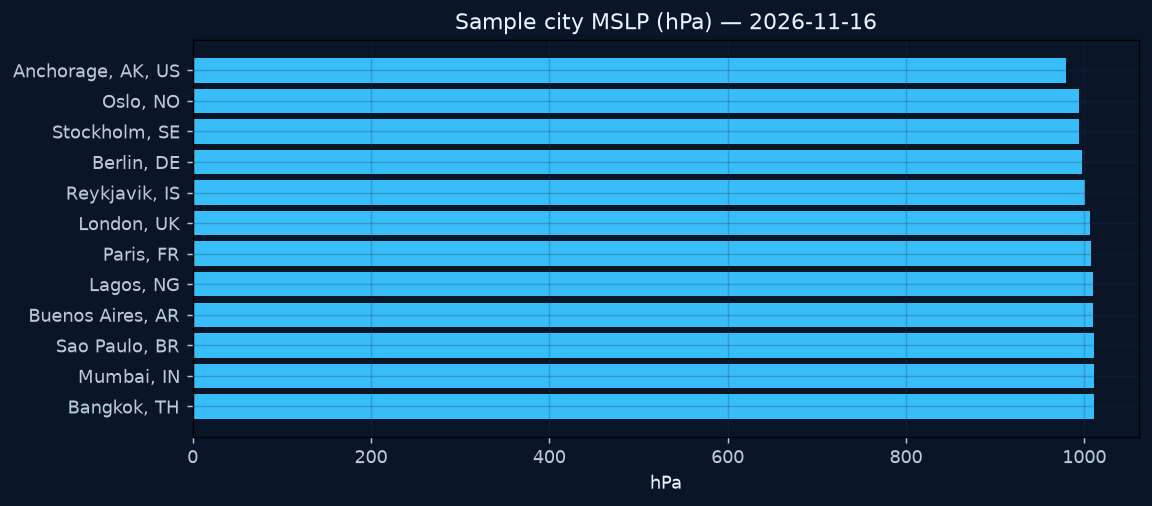 Sample city MSLP (hPa) — 2026-11-16
Anchorage, AK, US
Oslo, NO
Stockholm, SE
Berlin, DE
Reykjavik, IS
London, UK
Paris, FR
Lagos, NG
Buenos Aires, AR
Sao Paulo, BR
Mumbai, IN
Bangkok, TH
0 200 400 600 800 1000
hPa